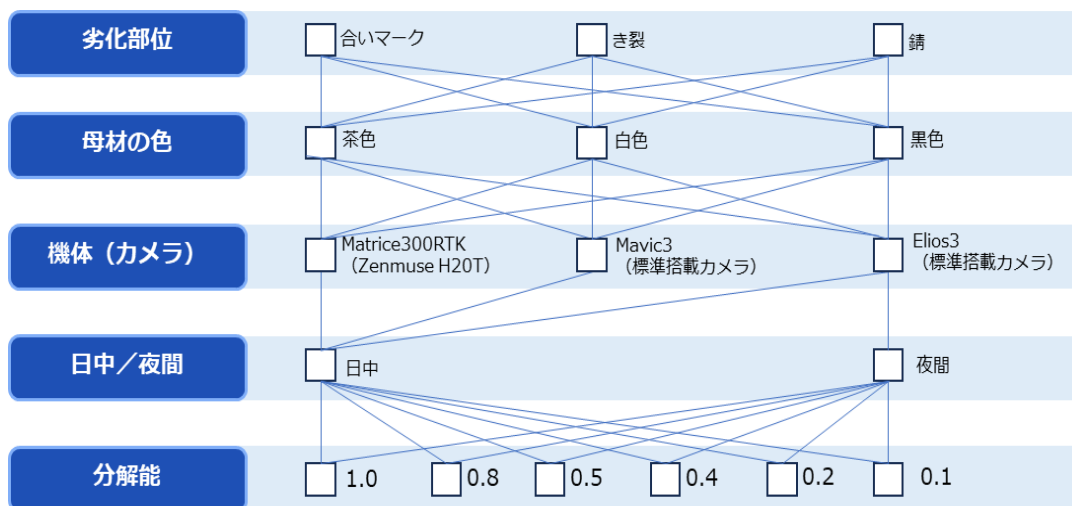 劣化部位
合いマーク
き裂
錆
母材の色
茶色
白色
黒色
機体（カメラ）
Matrice300RTK
（Zenmuse H20T）
Mavic3
（標準搭載カメラ）
Elios3
（標準搭載カメラ）
日中／夜間
日中
夜間
分解能
1.0
0.8
0.5
0.4
0.2
0.1